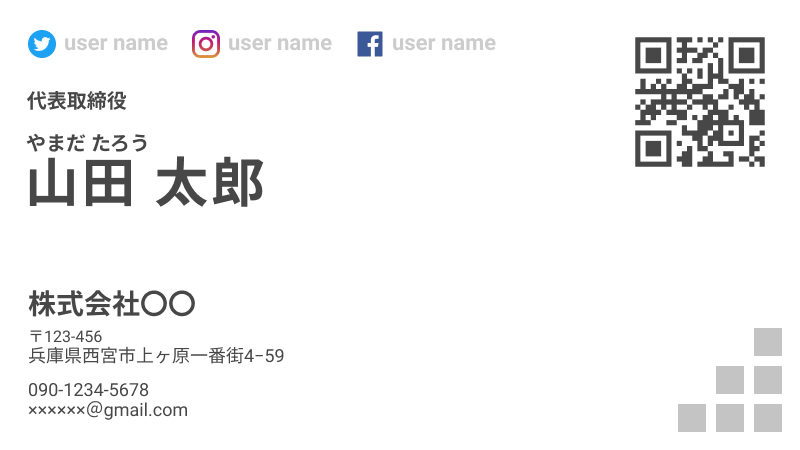 user name user name user name
代表取締役
やまだ たろう
山田 太郎
株式会社〇〇
〒123-456
兵庫県西宮市上ヶ原一番街4−59
090-1234-5678
××××××@gmail.com